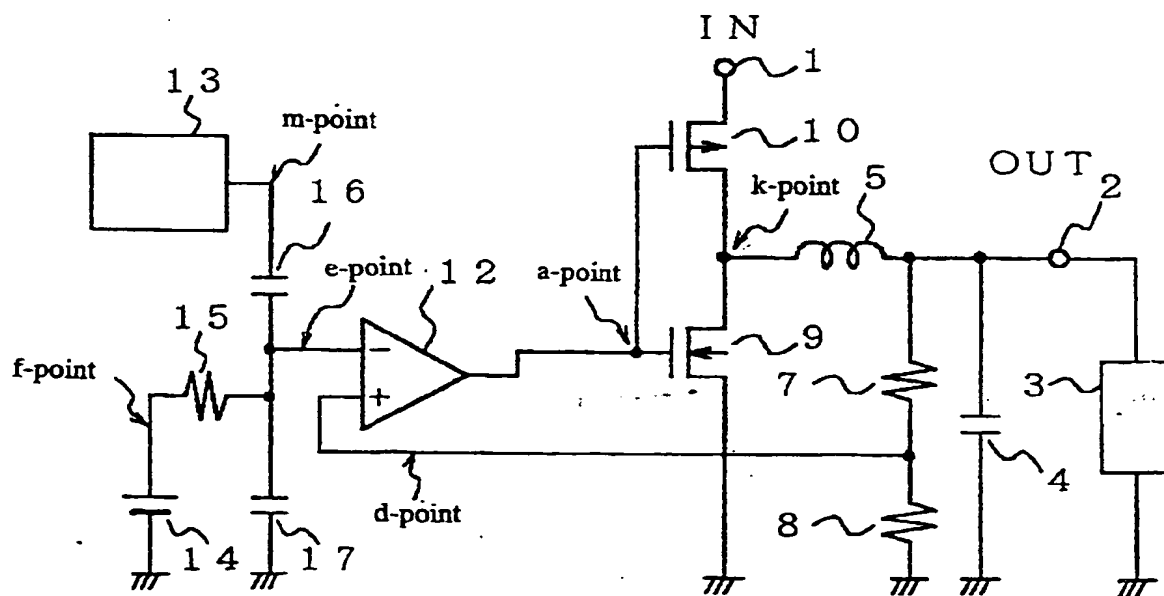 IN
1
13
m-point
10
OUT
2
k-point
5
16
e-point
12
a-point
15
f-point
−
+
9
7
3
4
d-point
8
14
17